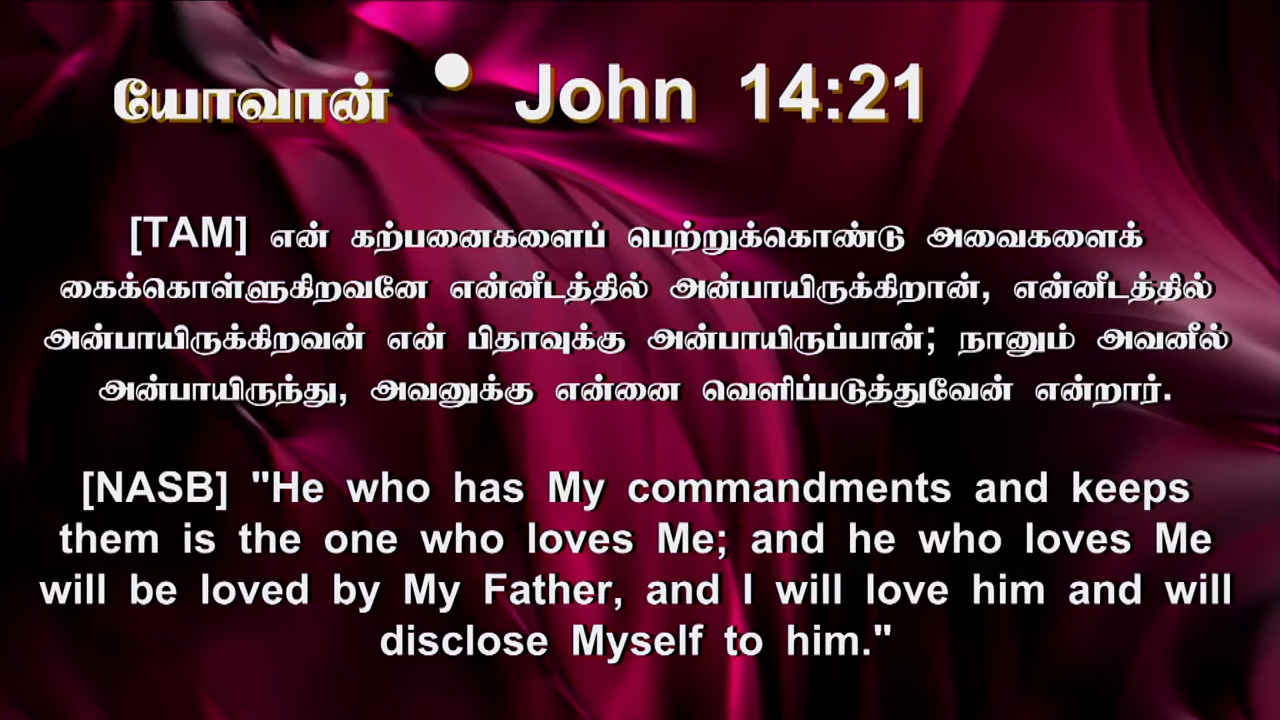 யோவான் • John 14:21
[TAM] என் கற்பனைகளைப் பெற்றுக்கொண்டு அவைகளைக்
கைக்கொள்ளுகிறவனே என்னீடத்தில் அன்பாயிருக்கிறான், என்னீடத்தில்
அன்பாயிருக்கிறவன் என் பிதாவுக்கு அன்பாயிருப்பான்; நானும் அவனீல்
அன்பாயிருந்து, அவனுக்கு என்னை வெளிப்படுத்துவேன் என்றார்.
[NASB] "He who has My commandments and keeps
them is the one who loves Me; and he who loves Me
will be loved by My Father, and I will love him and will
disclose Myself to him."